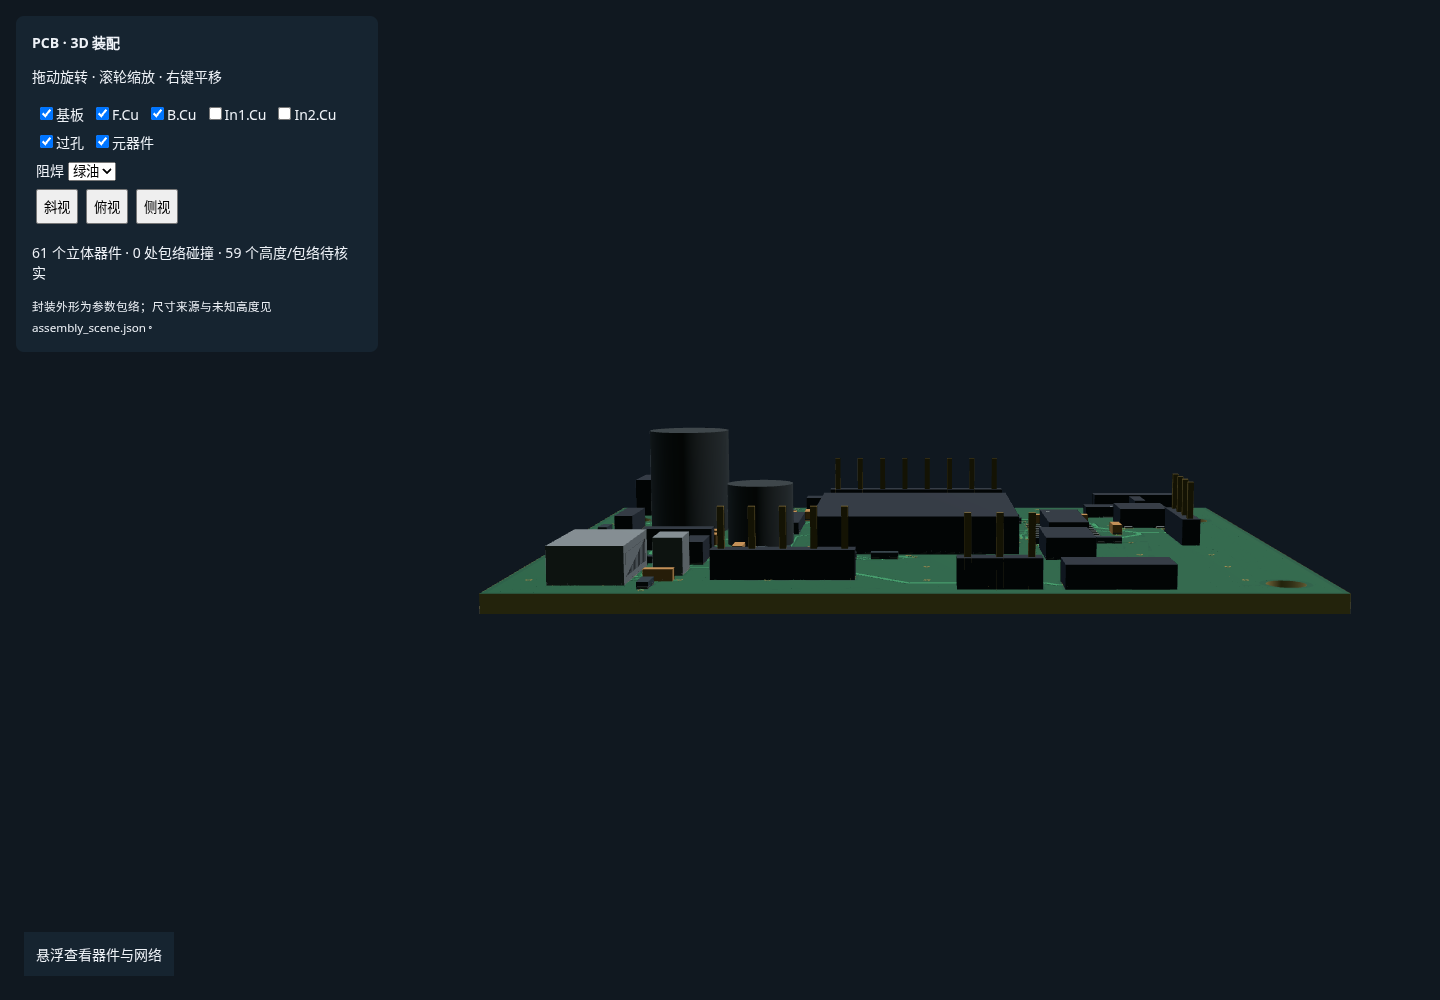 PCB · 3D 装配
拖动旋转 · 滚轮缩放 · 右键平移
基板 F.Cu B.Cu In1.Cu In2.Cu
过孔 元器件
阻焊 绿油
斜视 俯视 侧视
61 个立体器件 · 0 处包络碰撞 · 59 个高度/包络待核
实
封装外形为参数包络；尺寸来源与未知高度见
assembly_scene.json。
悬浮查看器件与网络